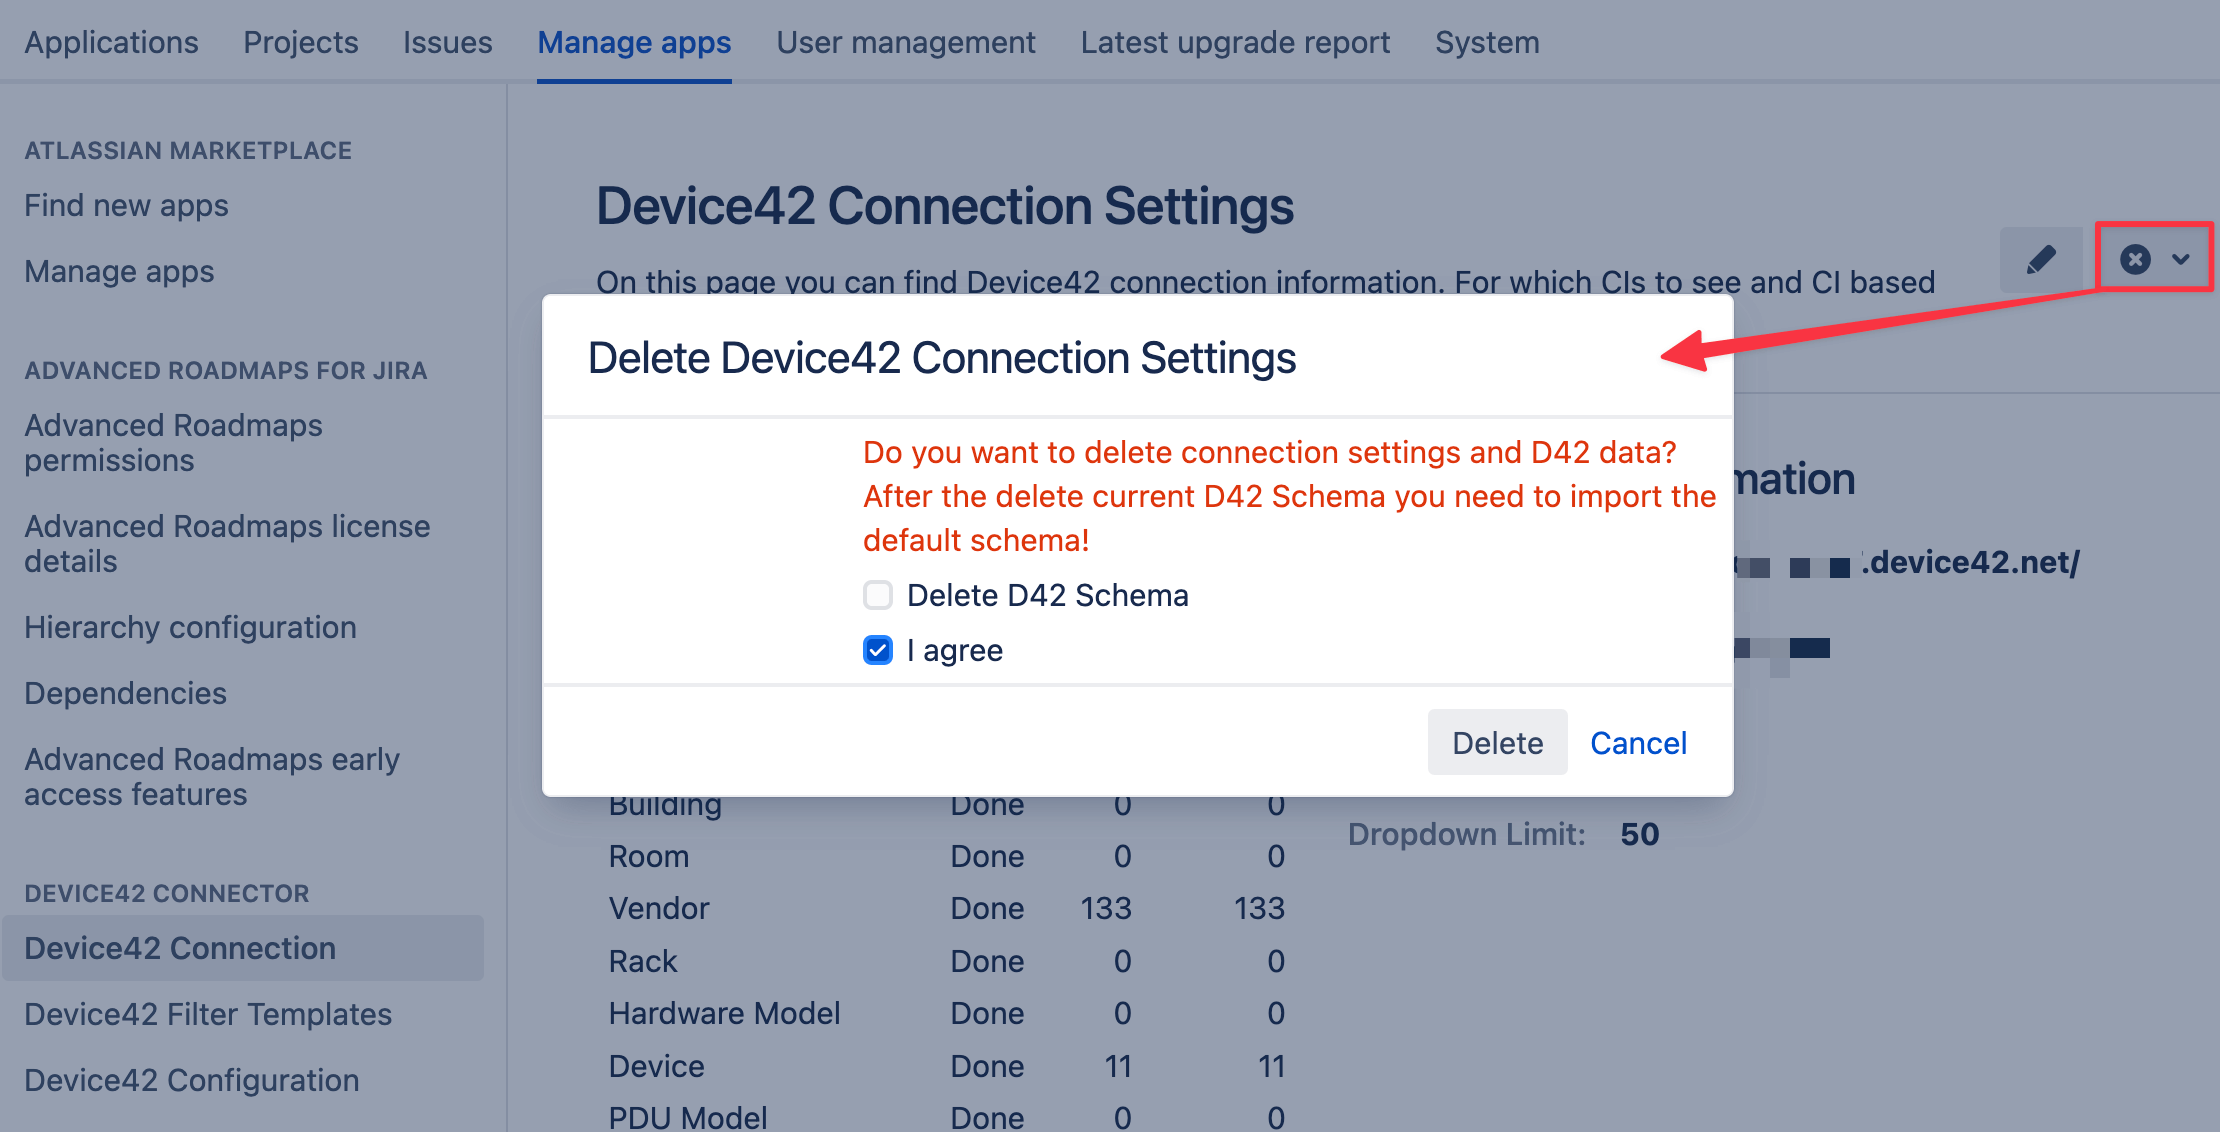 Applications Projects Issues Manage apps User management Latest upgrade report System
ATLASSIAN MARKETPLACE
Find new apps
Manage apps
ADVANCED ROADMAPS FOR JIRA
Advanced Roadmaps
permissions
Advanced Roadmaps license
details
Hierarchy configuration
Dependencies
Advanced Roadmaps early
access features
DEVICE42 CONNECTOR
Device42 Connection
Device42 Filter Templates
Device42 Configuration
Device42 Connection Settings
On this page you can find Device42 connection information. For which CIs to see and CI based
Delete Device42 Connection Settings
Do you want to delete connection settings and D42 data?
After the delete current D42 Schema you need to import the
default schema!
Delete D42 Schema
I agree
Delete Cancel
mation
.device42.net/
Building Done 0 0
Room Done 0 0
Vendor Done 133 133
Rack Done 0 0
Hardware Model Done 0 0
Device Done 11 11
PDU Model Done 0 0
Dropdown Limit: 50